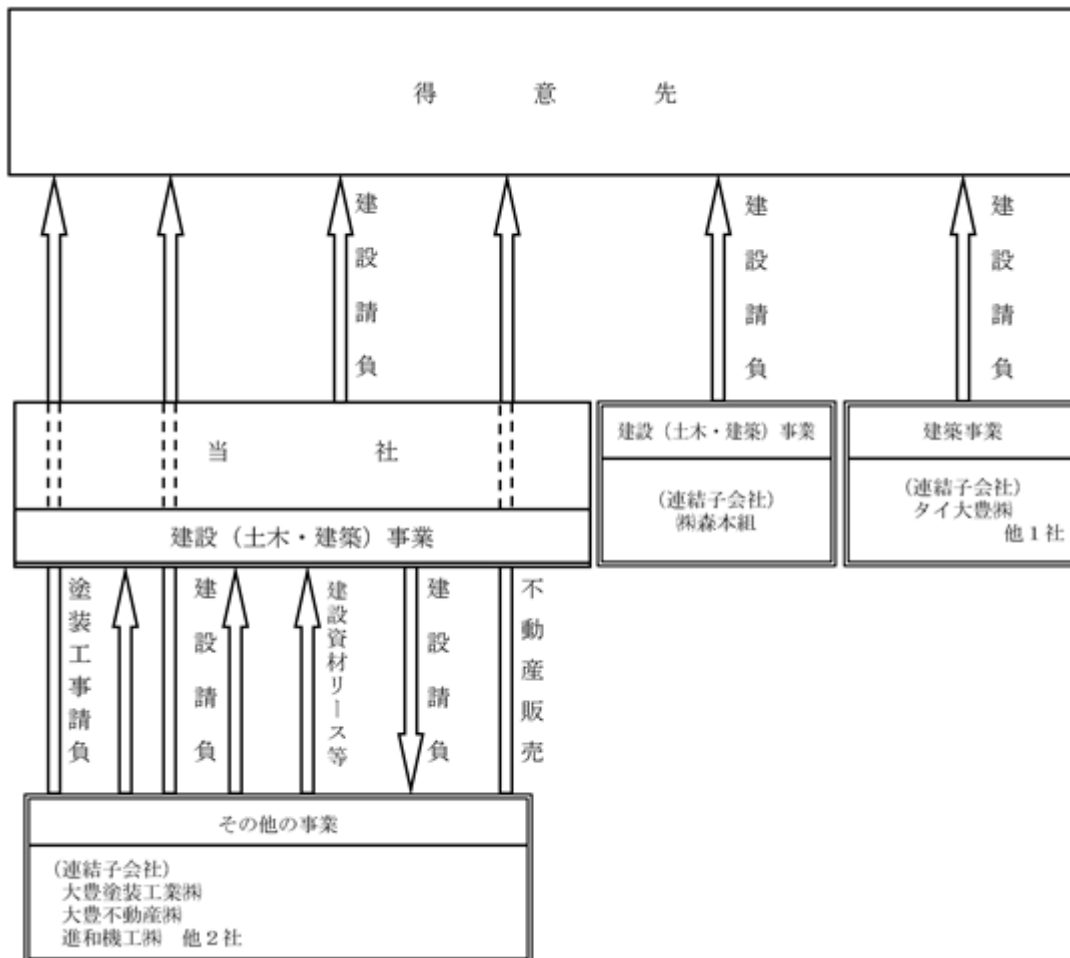 得意先
建設請負
建設請負
建設請負
当社
建設（土木・建築）事業
建設（土木・建築）事業
(連結子会社)
㈱森本組
建築事業
(連結子会社)
タイ大豊㈱
他１社
塗装工事請負
建設請負
建設資材リース等
建設請負
不動産販売
その他の事業
(連結子会社)
大豊塗装工業㈱
大豊不動産㈱
進和機工㈱　他２社